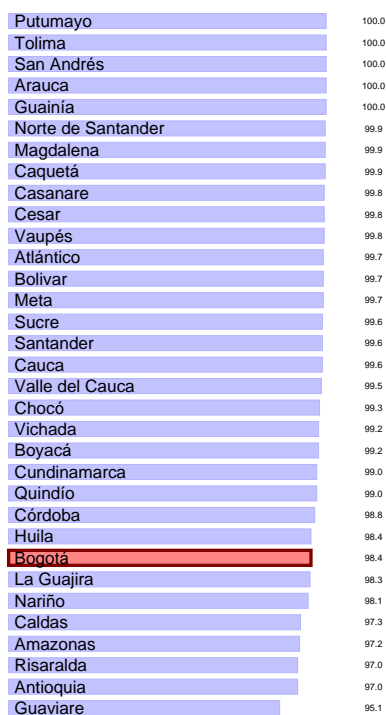 Putumayo 100.0
Tolima 100.0
San Andrés 100.0
Arauca 100.0
Guainía 100.0
Norte de Santander 99.9
Magdalena 99.9
Caquetá 99.9
Casanare 99.8
Cesar 99.8
Vaupés 99.8
Atlántico 99.7
Bolivar 99.7
Meta 99.7
Sucre 99.6
Santander 99.6
Cauca 99.6
Valle del Cauca 99.5
Chocó 99.3
Vichada 99.2
Boyacá 99.2
Cundinamarca 99.0
Quindío 99.0
Córdoba 98.8
Huila 98.4
Bogotá 98.4
La Guajira 98.3
Nariño 98.1
Caldas 97.3
Amazonas 97.2
Risaralda 97.0
Antioquia 97.0
Guaviare 95.1